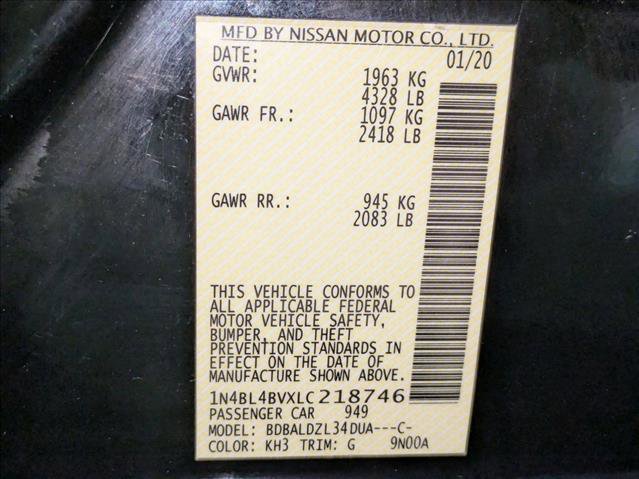 MFD BY NISSAN MOTOR CO., LTD.
DATE: 01/20
GVWR: 1963 KG
4328 LB
GAWR FR.: 1097 KG
2418 LB
GAWR RR.: 945 KG
2083 LB
THIS VEHICLE CONFORMS TO
ALL APPLICABLE FEDERAL
MOTOR VEHICLE SAFETY,
BUMPER, AND THEFT
PREVENTION STANDARDS IN
EFFECT ON THE DATE OF
MANUFACTURE SHOWN ABOVE.
1N4BL4BVXLC218746
PASSENGER CAR 949
MODEL: BDBALDZL34DUA---C-
COLOR: KH3 TRIM: G 9N00A